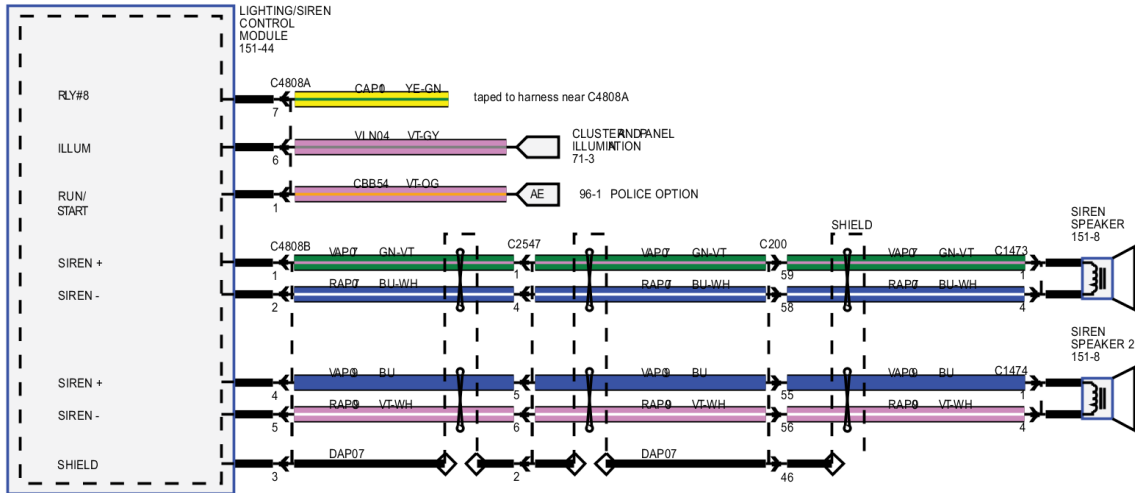 LIGHTING/SIREN
CONTROL
MODULE
151-44
C4808A
RLY#8
7
CAP01 YE-GN
taped to harness near C4808A
ILLUM
6
VLN04 VT-GY
CLUSTER AND PANEL
ILLUMINATION
71-3
RUN/
START
1
CBB54 VT-OG
AE
96-1 POLICE OPTION
SHIELD
SIREN
SPEAKER
151-8
C4808B
C2547
C200
C1473
SIREN +
1
VAP07 GN-VT
1
VAP07 GN-VT
59
VAP07 GN-VT
1
SIREN -
2
RAP07 BU-WH
4
RAP07 BU-WH
58
RAP07 BU-WH
4
SIREN
SPEAKER 2
151-8
C1474
SIREN +
4
VAP09 BU
5
VAP09 BU
55
VAP09 BU
1
SIREN -
5
RAP09 VT-WH
6
RAP09 VT-WH
56
RAP09 VT-WH
4
SHIELD
3
DAP07
2
DAP07
46